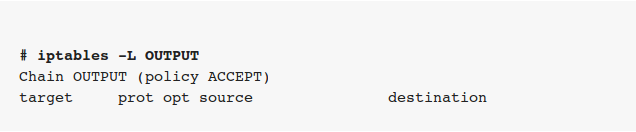 # iptables -L OUTPUT
Chain OUTPUT (policy ACCEPT)
target     prot opt source               destination